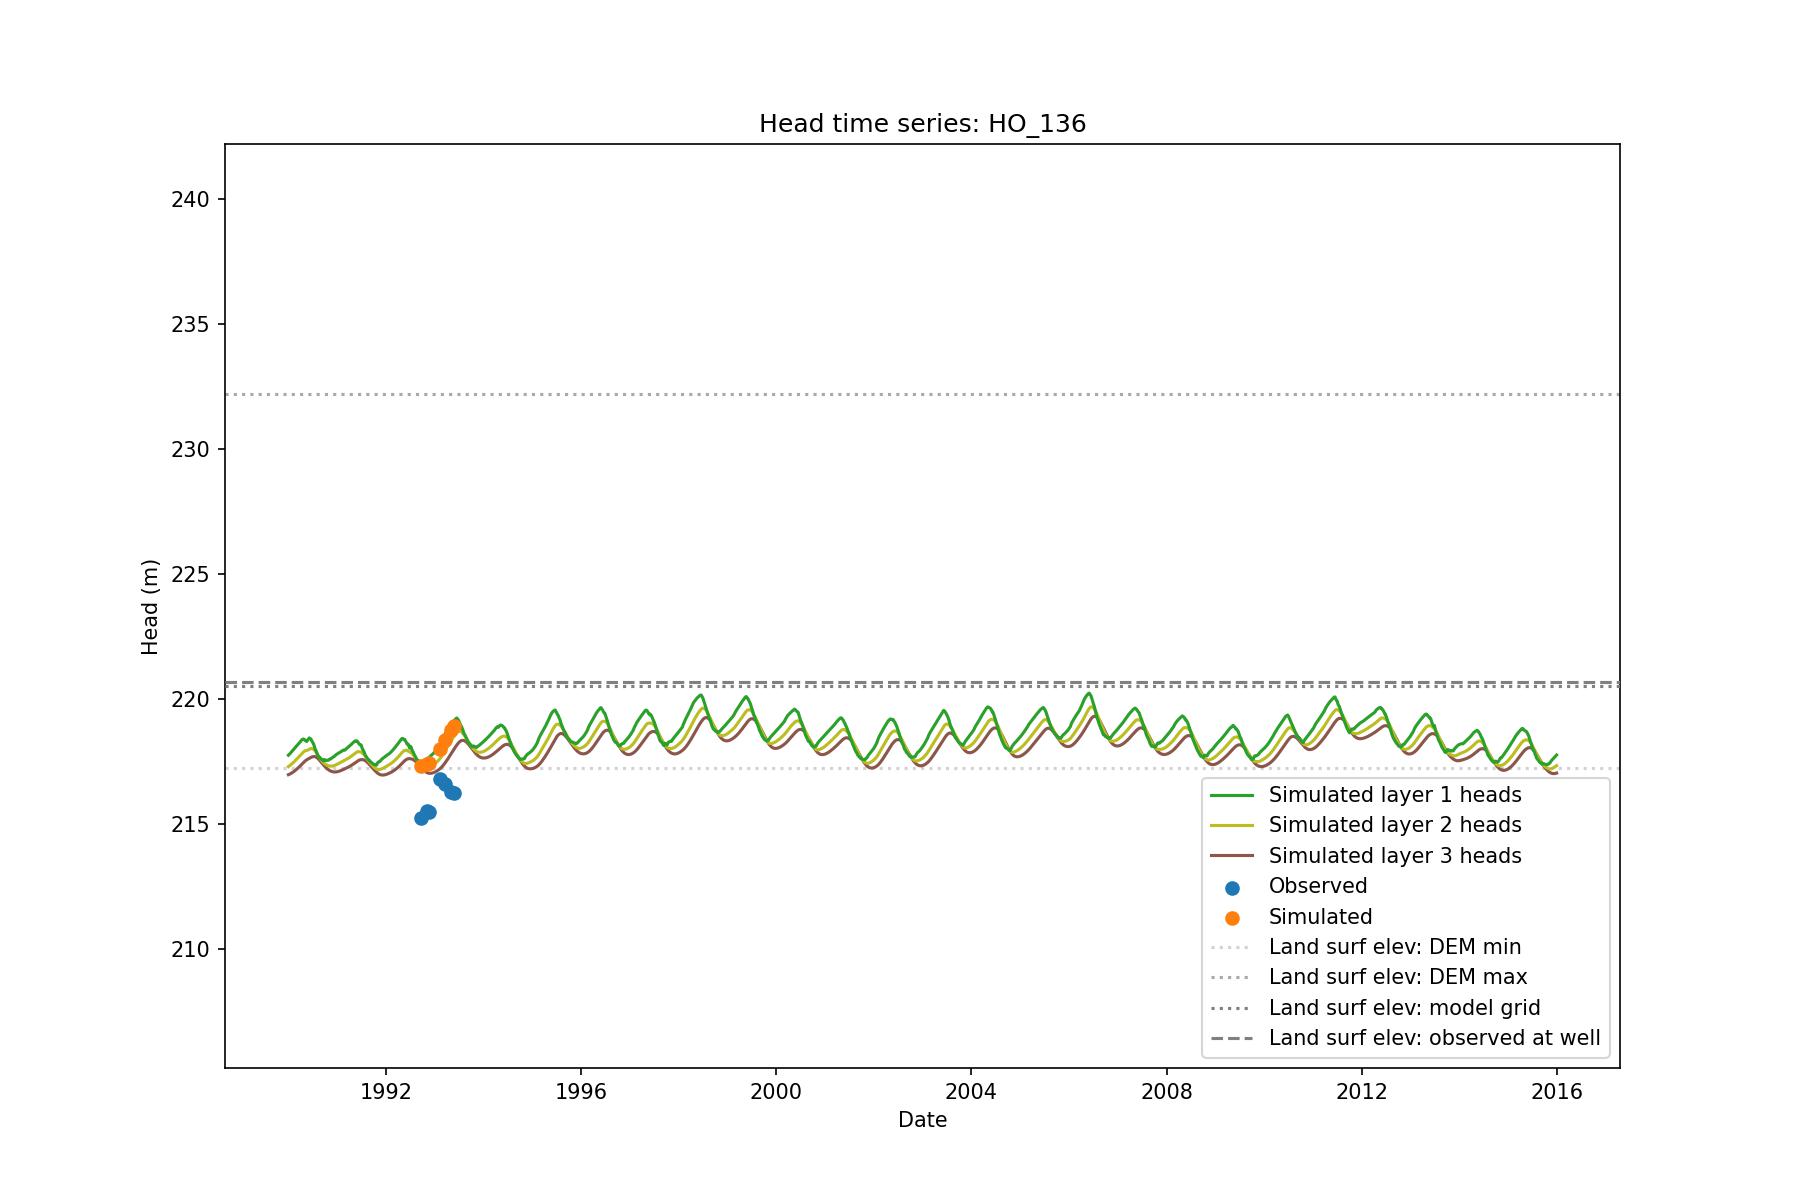 Head time series: HO_136
240
235
230
225
220
215
210
Head (m)
1992
1996
2000
2004
2008
2012
2016
Date
Simulated layer 1 heads
Simulated layer 2 heads
Simulated layer 3 heads
Observed
Simulated
Land surf elev: DEM min
Land surf elev: DEM max
Land surf elev: model grid
Land surf elev: observed at well